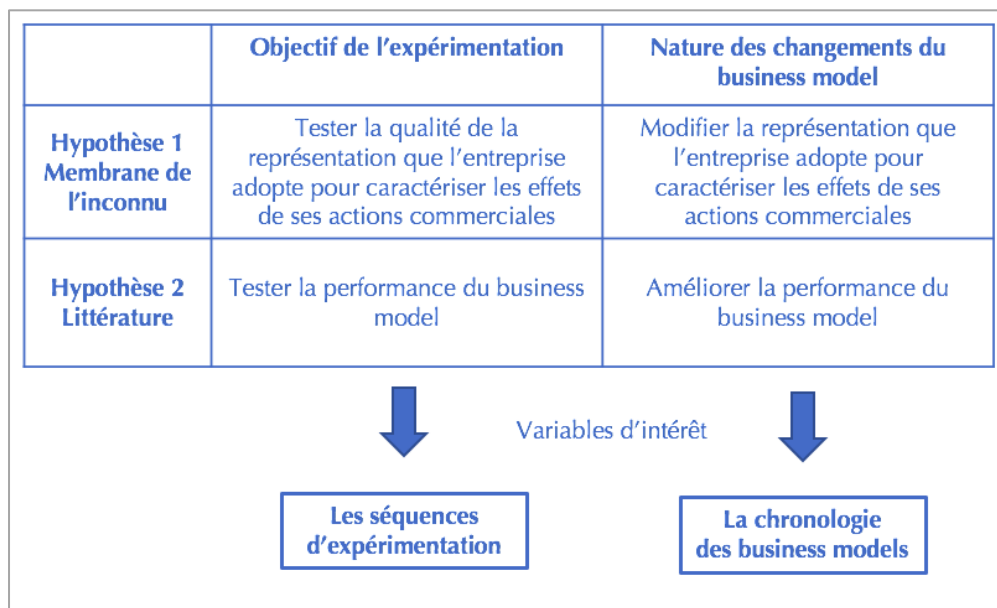 Objectif de l'expérimentation
Nature des changements du
business model
Hypothèse 1
Membrane de
l'inconnu
Tester la qualité de la
représentation que l'entreprise
adopte pour caractériser les effets
de ses actions commerciales
Modifier la représentation que
l'entreprise adopte pour
caractériser les effets de ses
actions commerciales
Hypothèse 2
Littérature
Tester la performance du business
model
Améliorer la performance du
business model
Variables d'intérêt
Les séquences
d'expérimentation
La chronologie
des business models